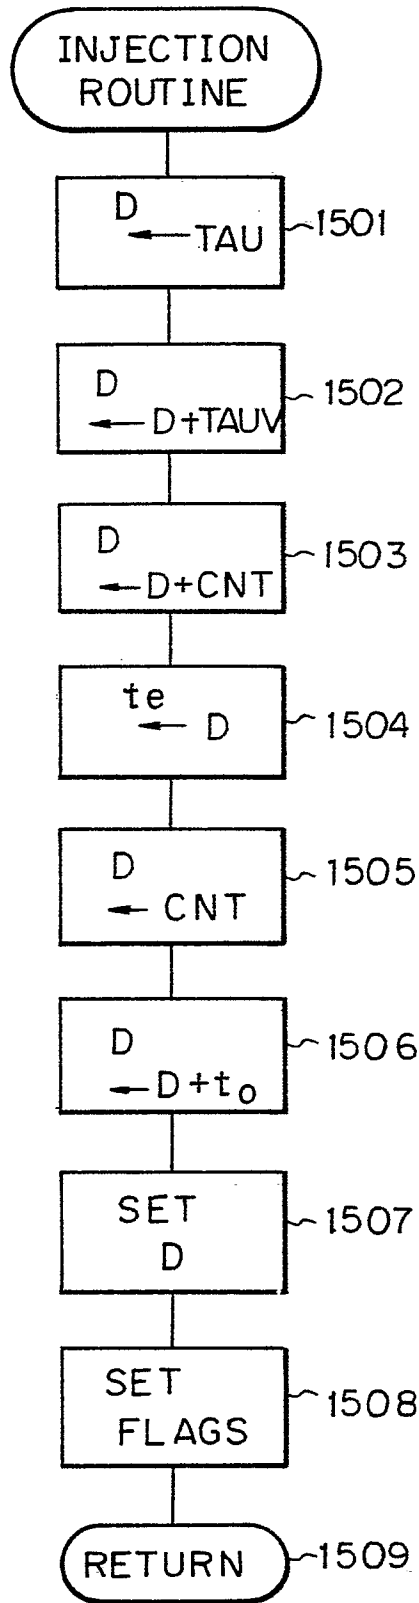 INJECTION
ROUTINE
D
←TAU
1501
D
← D+TAUV
1502
D
←D+CNT
1503
te
← D
1504
D
← CNT
1505
D
←D+to
1506
SET
D
1507
SET
FLAGS
1508
RETURN
1509